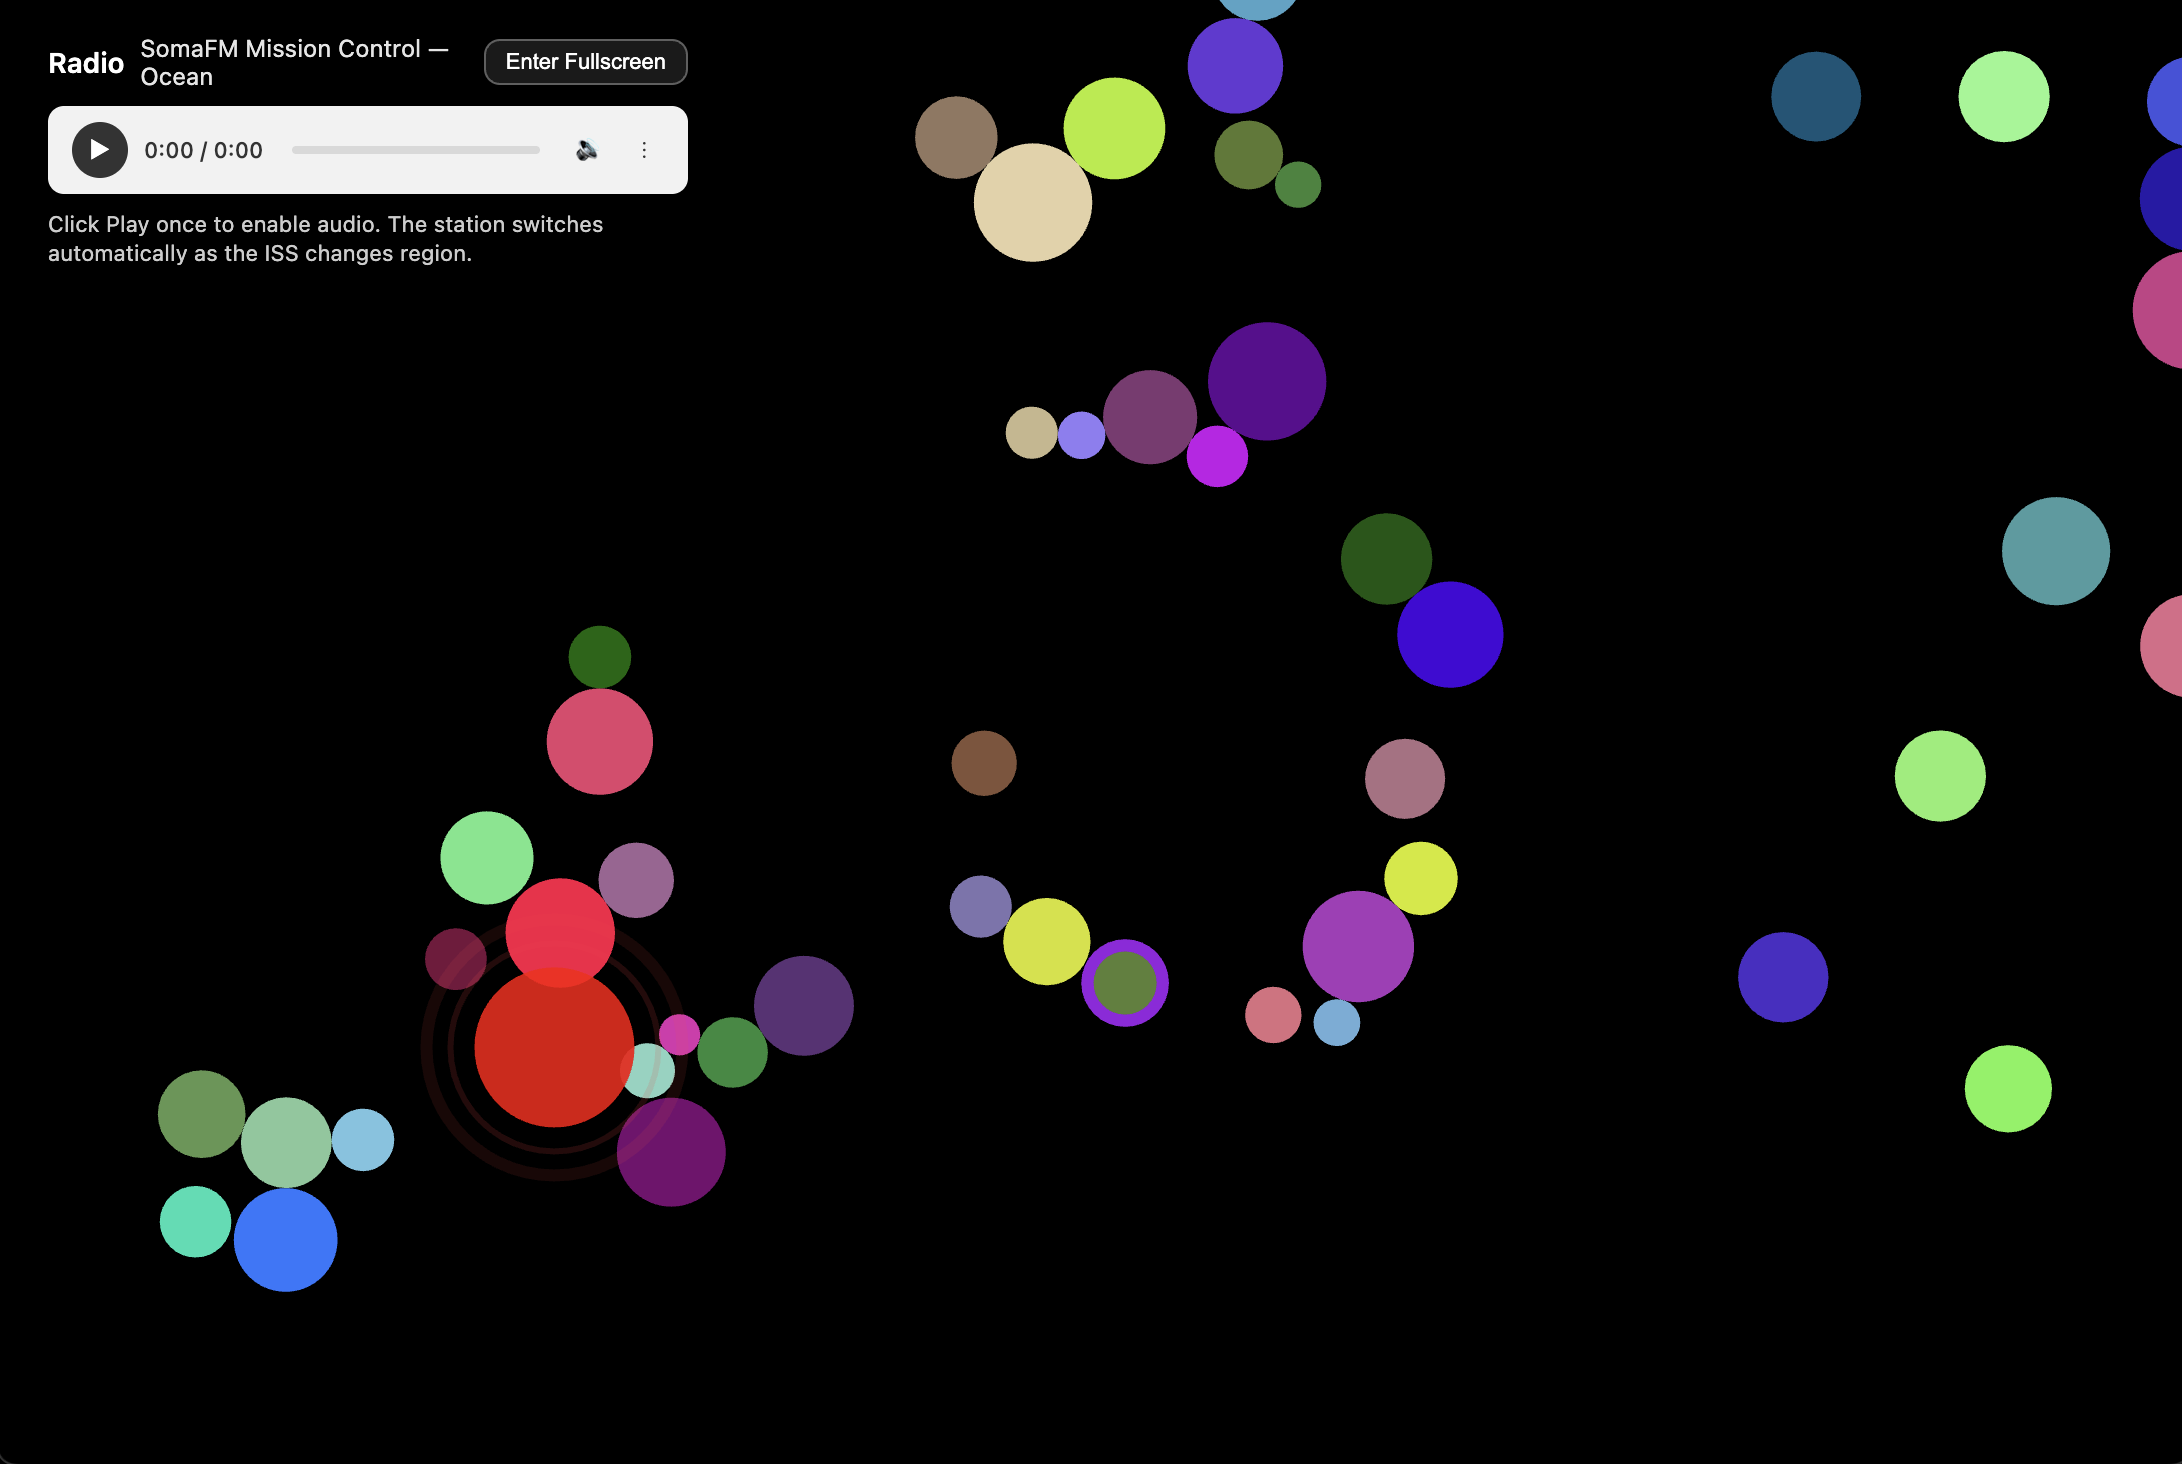 Radio
SomaFM Mission Control —
Ocean
Enter Fullscreen
0:00 / 0:00
Click Play once to enable audio. The station switches
automatically as the ISS changes region.